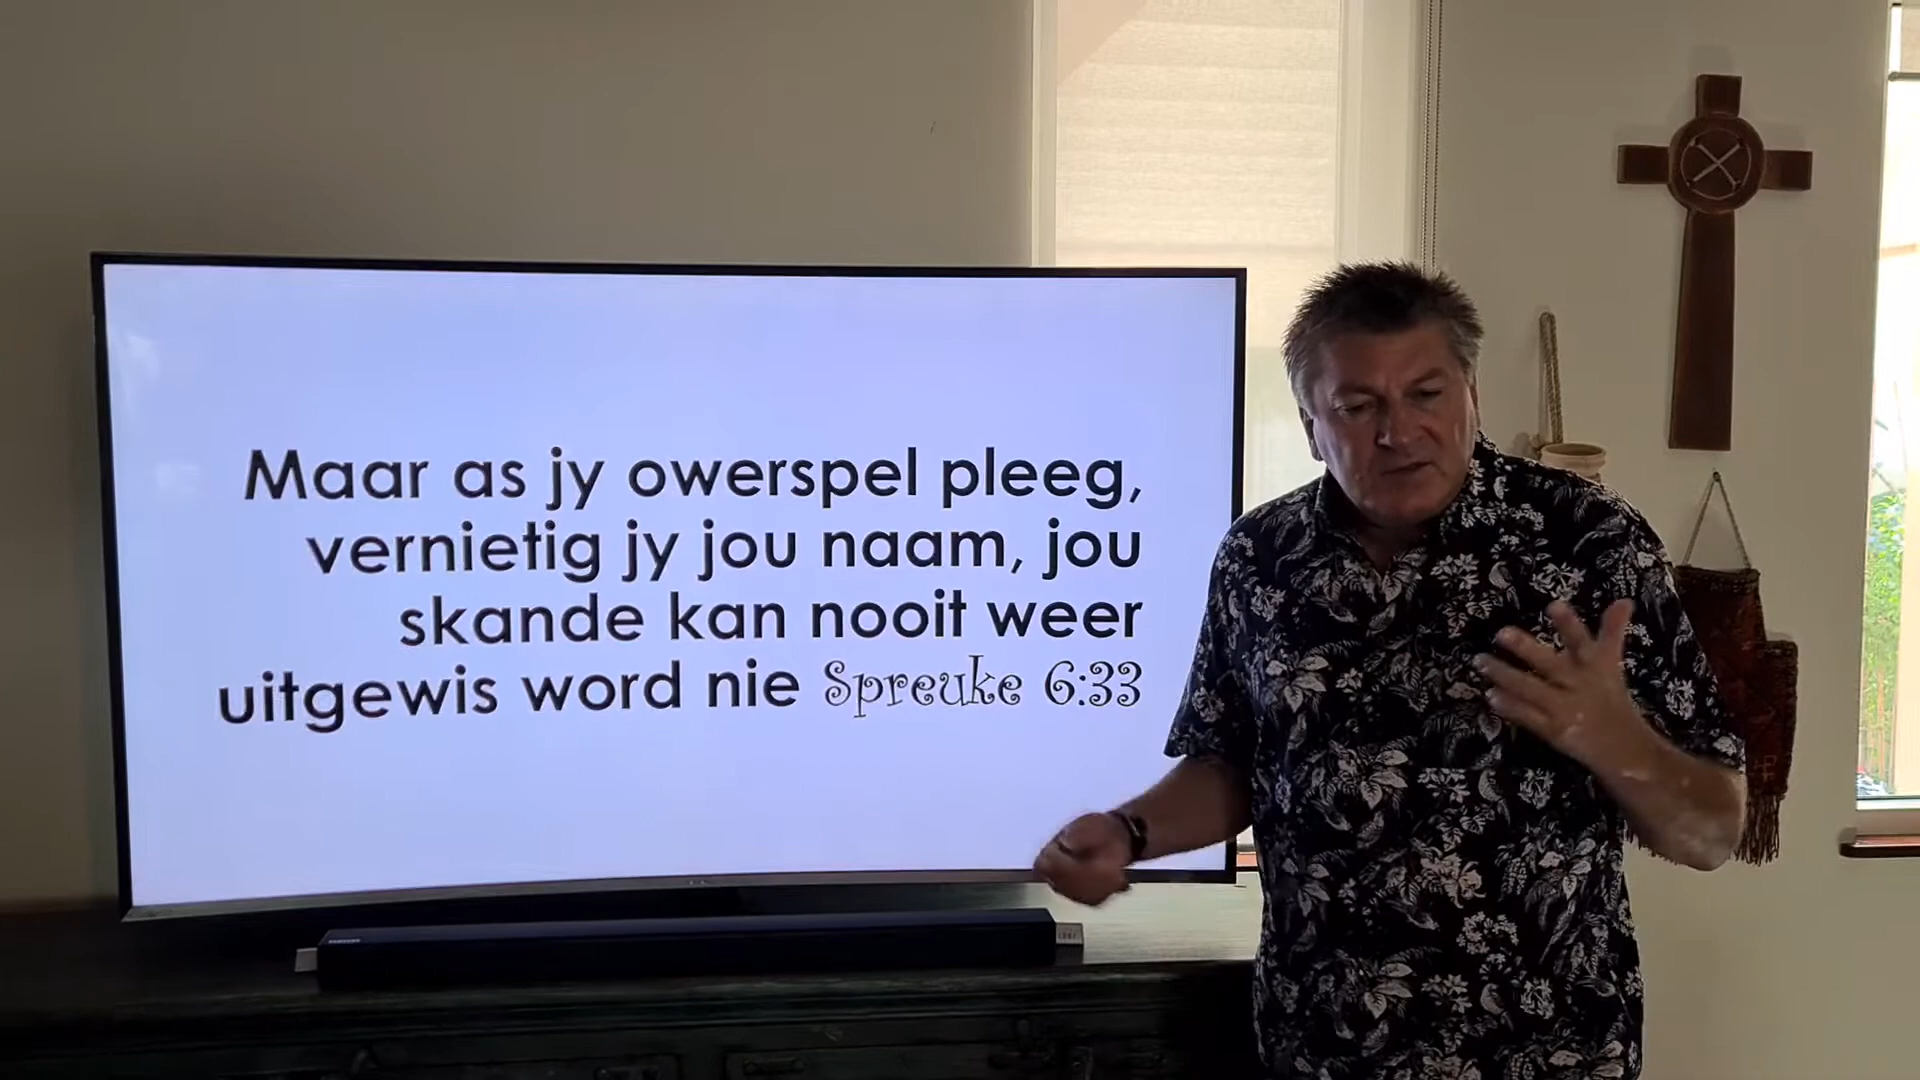 Maar as jy owerspel pleeg,
vernietig jy jou naam, jou
skande kan nooit weer
uitgewis word nie Spreuke 6:33